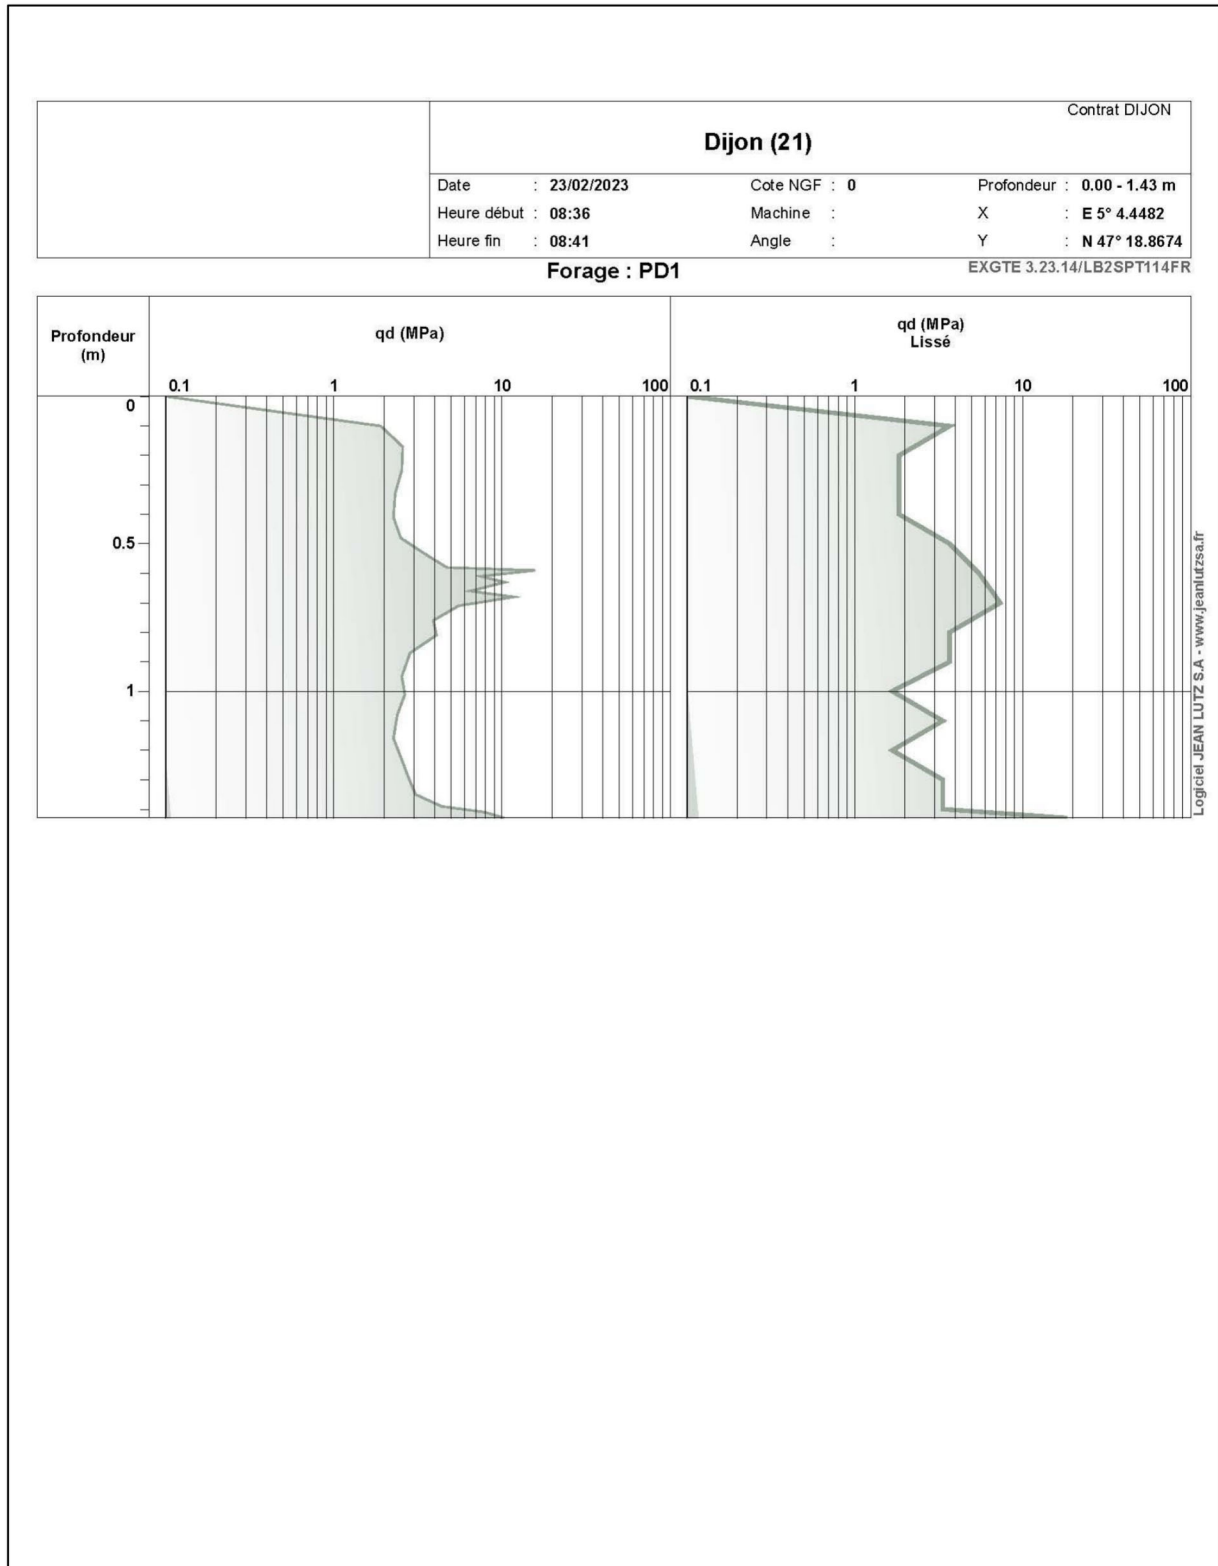 Contrat DIJON
Dijon (21)
Date : 23/02/2023 Cote NGF : 0 Profondeur : 0.00 - 1.43 m
Heure début : 08:36 Machine : X : E 5° 4.4482
Heure fin : 08:41 Angle : Y : N 47° 18.8674
Forage : PD1 EXGTE 3.23.14/LB2SPT114FR
Profondeur
(m)
qd (MPa)
0.1 1 10 100
qd (MPa)
Lissé
0.1 1 10 100
0
0.5
1
Logiciel JEAN LUTZ S.A - www.jeanlutzsa.fr